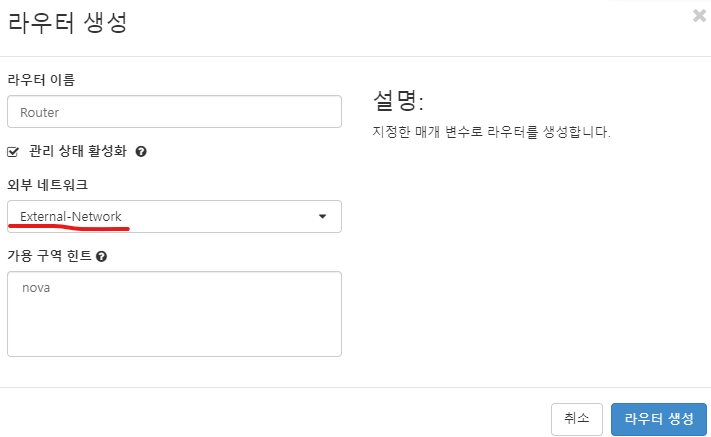 라우터 생성
라우터 이름
Router
관리 상태 활성화
외부 네트워크
External-Network
가용 구역 힌트
nova
설명:
지정한 매개 변수로 라우터를 생성합니다.
취소
라우터 생성